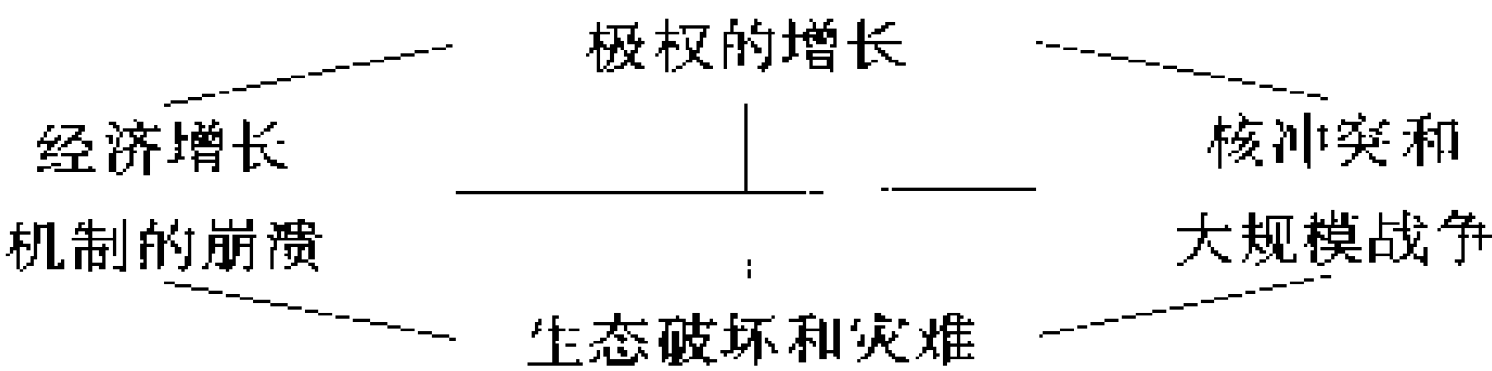 极权的增长
经济增长
机制的崩溃
核冲突和
大规模战争
生态破坏和灾难